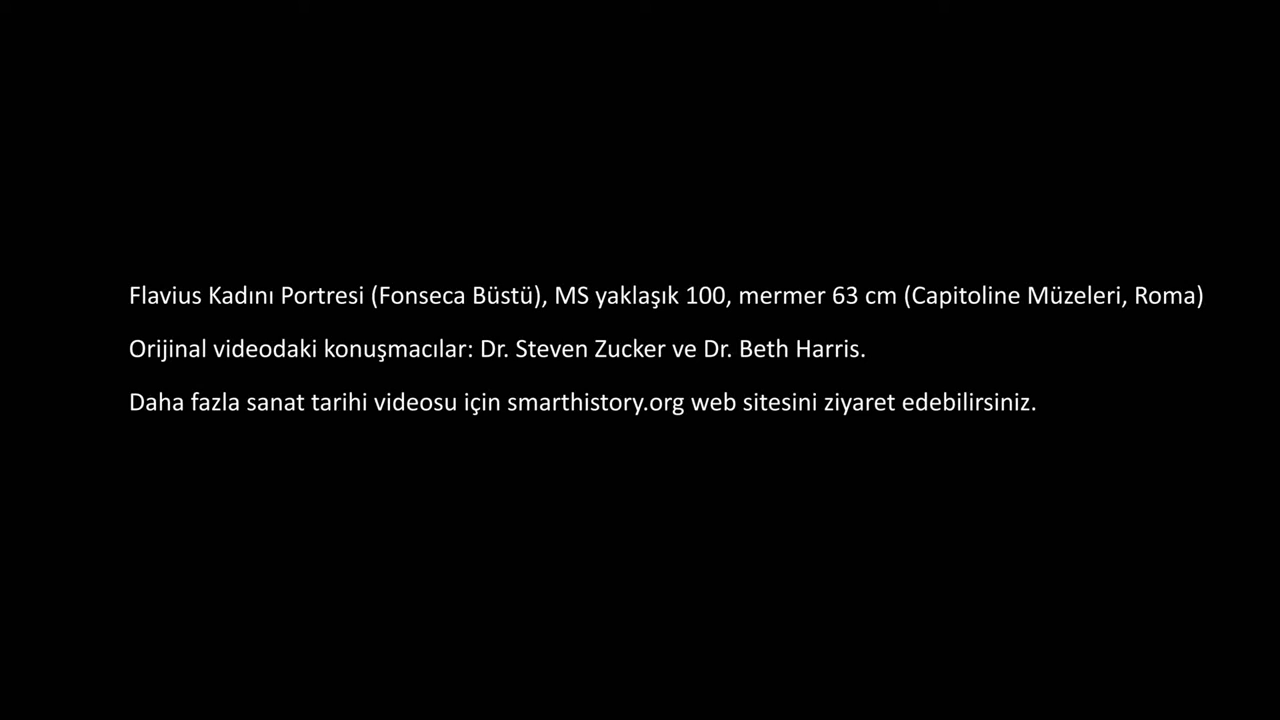 Flavius Kadını Portresi (Fonseca Büstü), MS yaklaşık 100, mermer 63 cm (Capitoline Müzeleri, Roma)
Orijinal videodaki konuşmacılar: Dr. Steven Zucker ve Dr. Beth Harris.
Daha fazla sanat tarihi videosu için smarthistory.org web sitesini ziyaret edebilirsiniz.